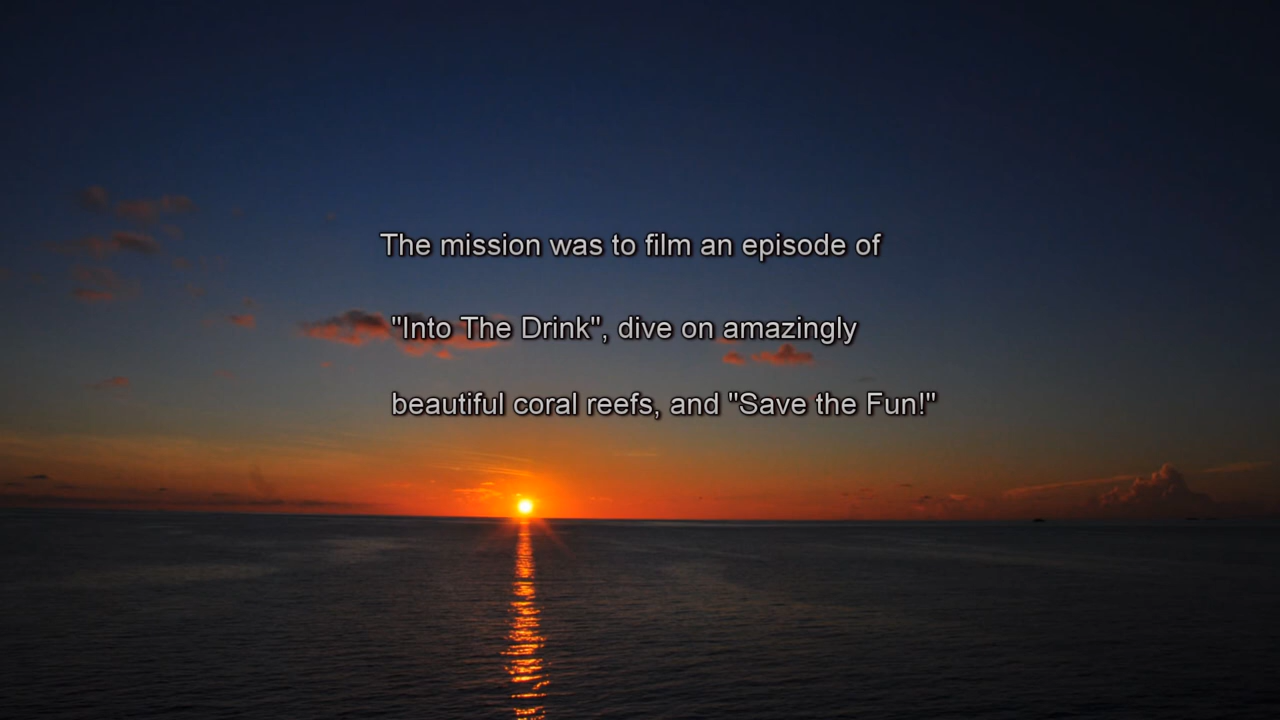 The mission was to film an episode of
"Into The Drink", dive on amazingly
beautiful coral reefs, and "Save the Fun!"